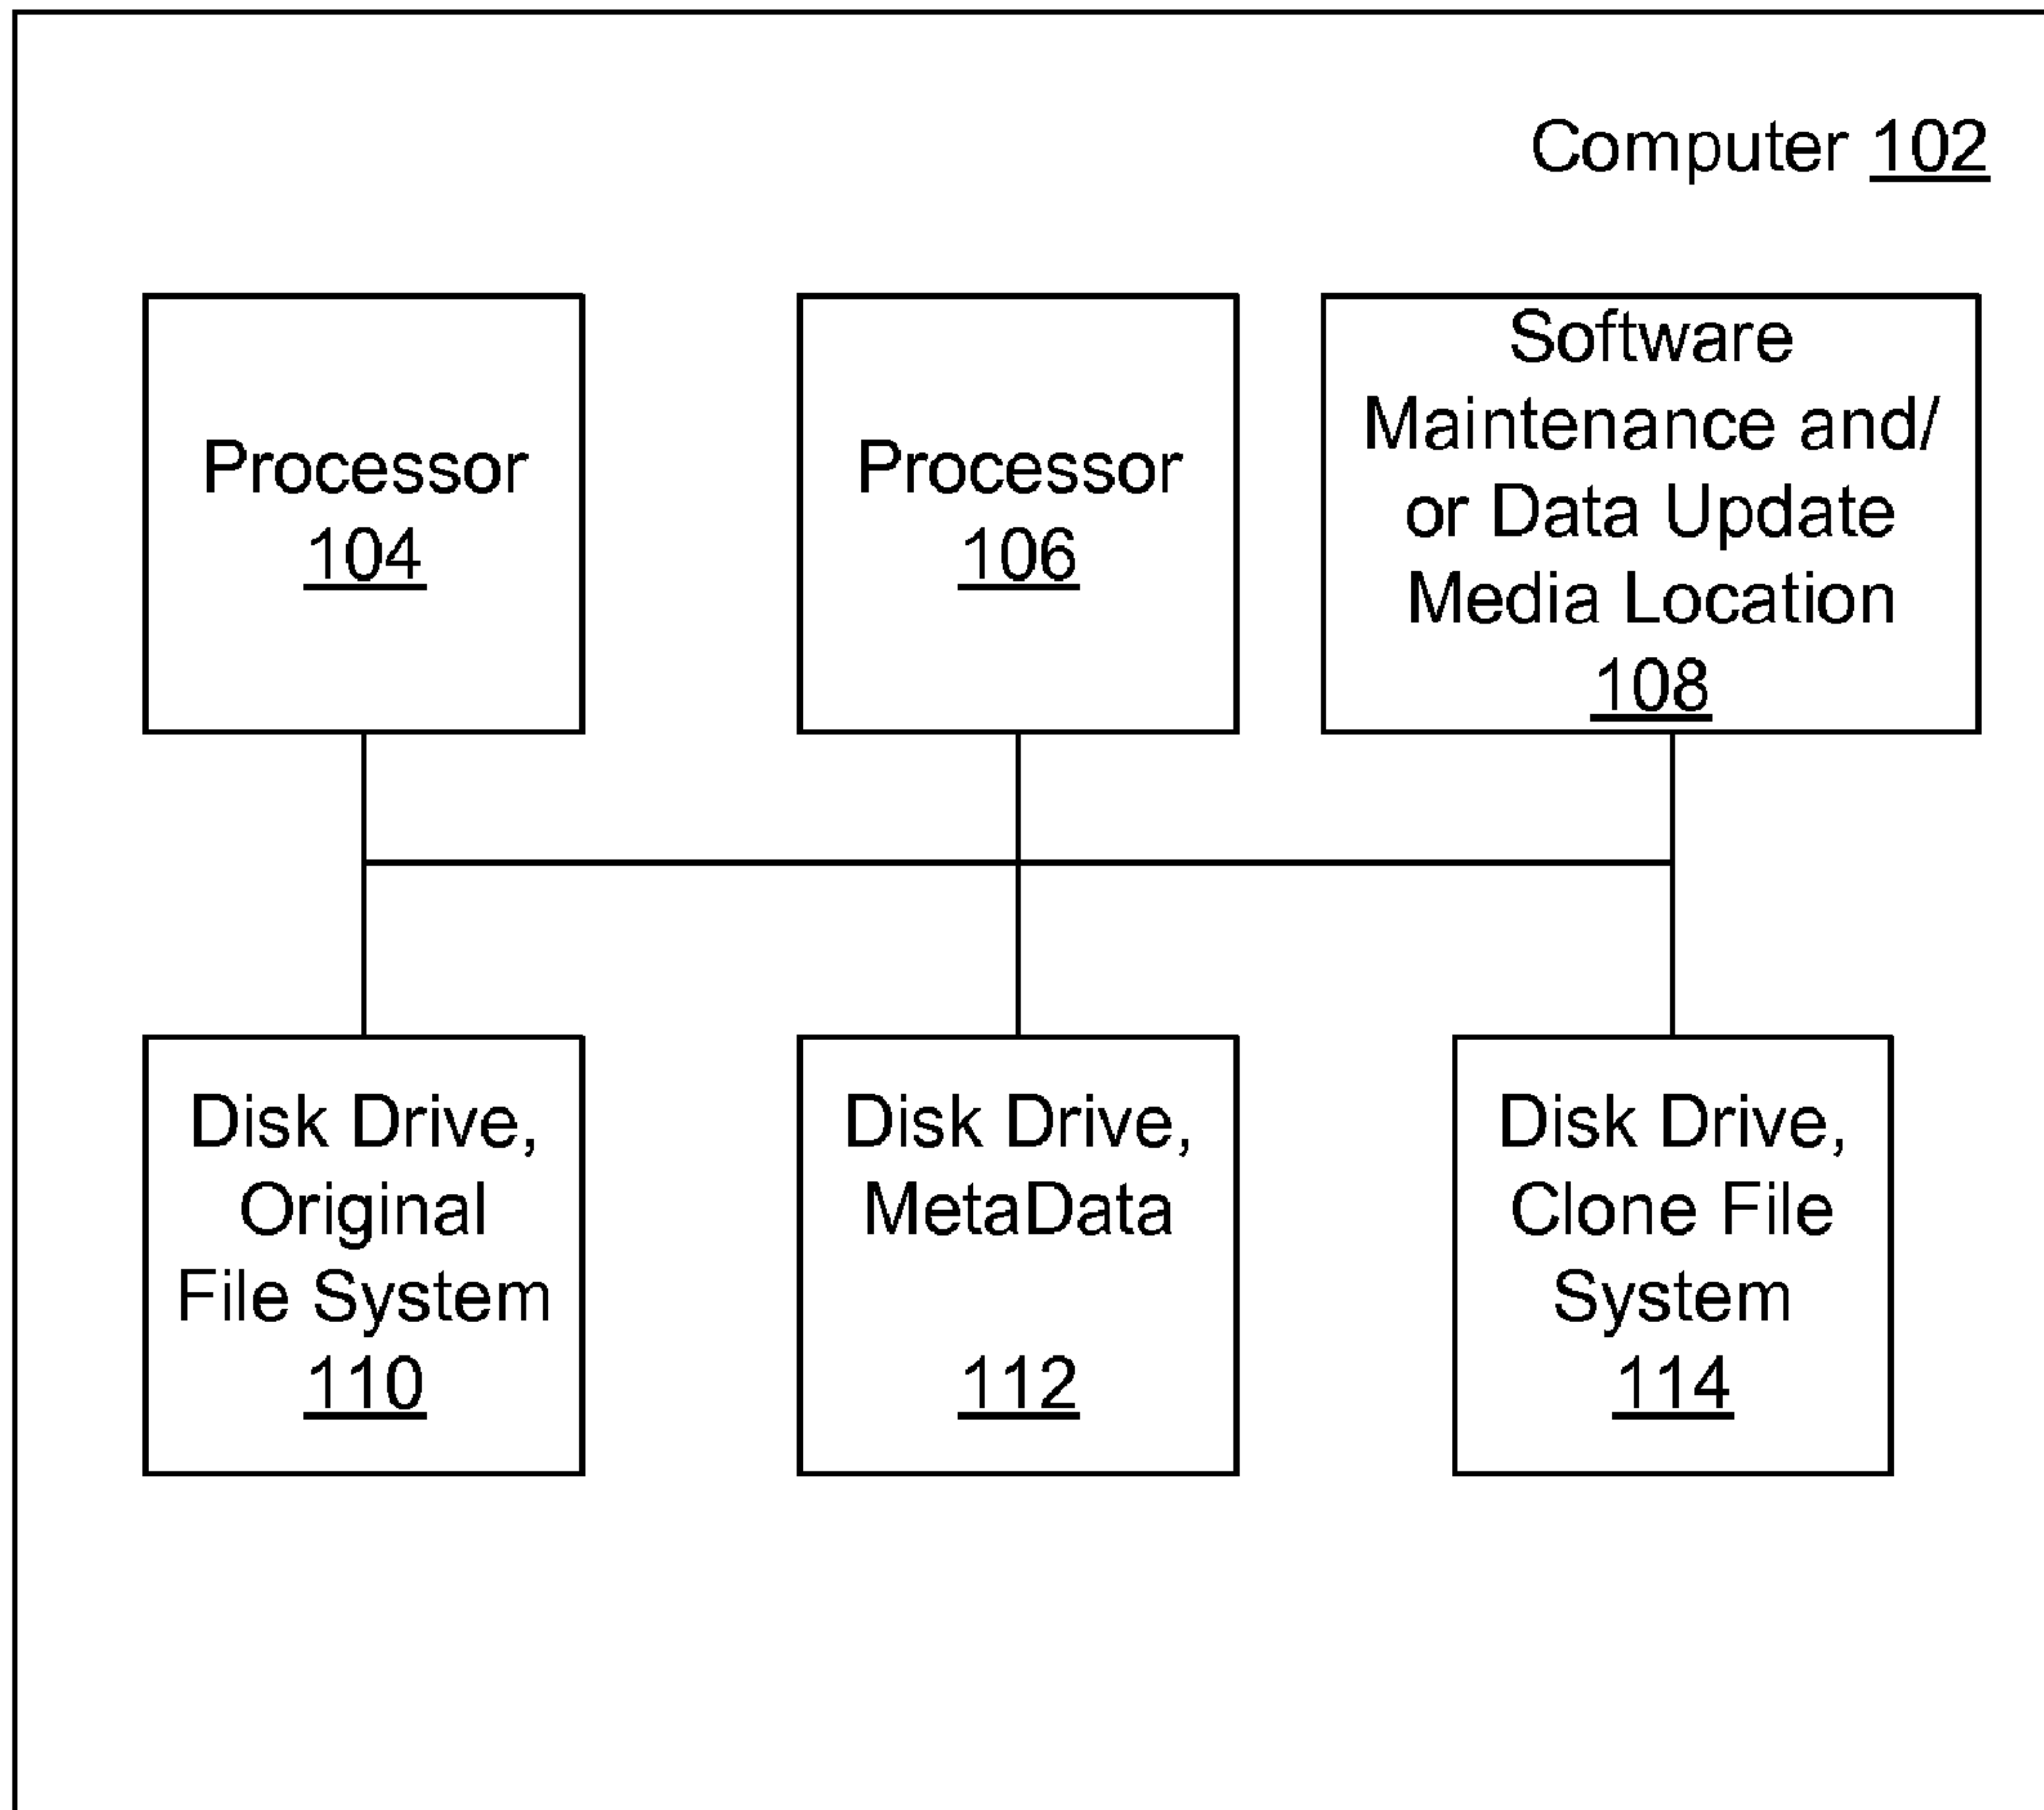 Computer 102
Processor
104
Processor
106
Software
Maintenance and/
or Data Update
Media Location
108
Disk Drive,
Original
File System
110
Disk Drive,
MetaData
112
Disk Drive,
Clone File
System
114